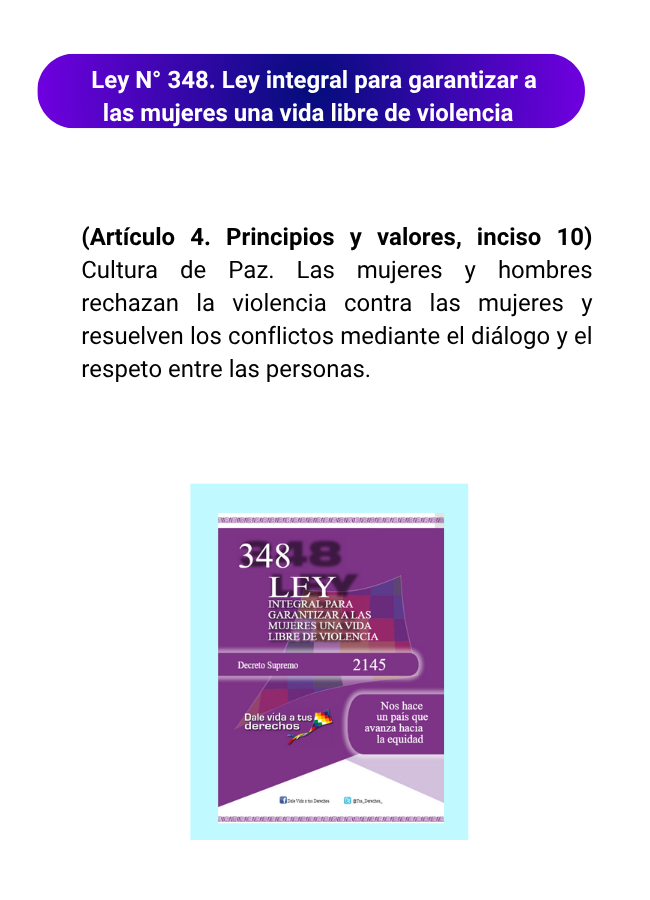 Ley N° 348. Ley integral para garantizar a
las mujeres una vida libre de violencia
(Artículo 4. Principios y valores, inciso 10)
Cultura de Paz. Las mujeres y hombres
rechazan la violencia contra las mujeres y
resuelven los conflictos mediante el diálogo y el
respeto entre las personas.
348
LEY
INTEGRAL PARA
GARANTIZAR A LAS
MUJERES UNA VIDA
LIBRE DE VIOLENCIA
Decreto Supremo 2145
Nos hace
un país que
avanza hacia
la equidad
Dale vida a tus
derechos
Dale Vida a tus Derechos @Tus_Derechos_